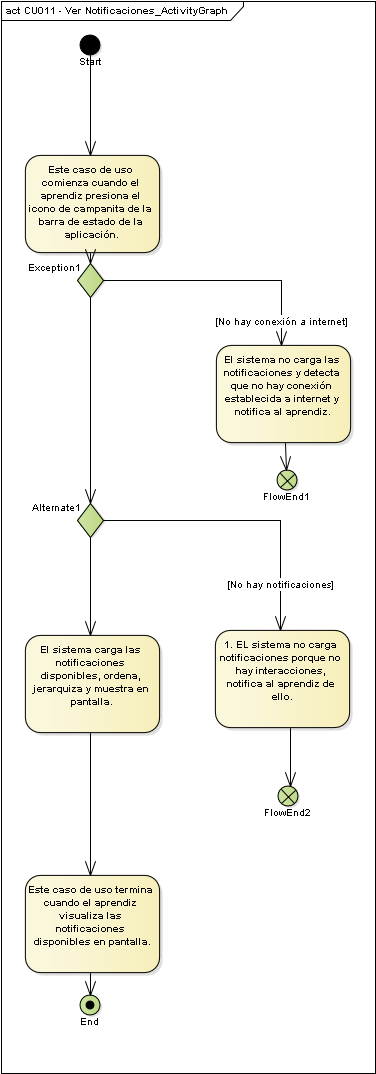 act CU011 - Ver Notificaciones_ActivityGraph
Start
Este caso de uso
comienza cuando el
aprendiz presiona el
icono de campanita de la
barra de estado de la
aplicación.
Exception1
[No hay conexión a internet]
El sistema no carga las
notificaciones y detecta
que no hay conexión
establecida a internet y
notifica al aprendiz.
FlowEnd1
Alternate1
[No hay notificaciones]
El sistema carga las
notificaciones
disponibles, ordena,
jerarquiza y muestra en
pantalla.
1. EL sistema no carga
notificaciones porque no
hay interacciones,
notifica al aprendiz de
ello.
FlowEnd2
Este caso de uso termina
cuando el aprendiz
visualiza las
notificaciones
disponibles en pantalla.
End